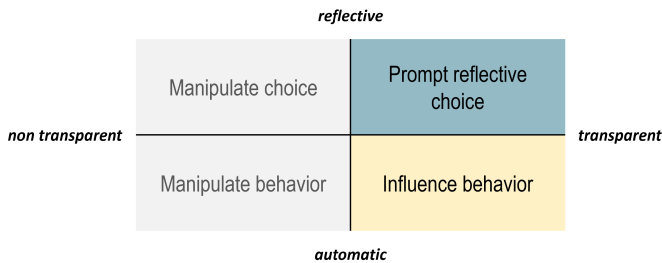 reflective
Manipulate choice
Prompt reflective
choice
non transparent
transparent
Manipulate behavior
Influence behavior
automatic